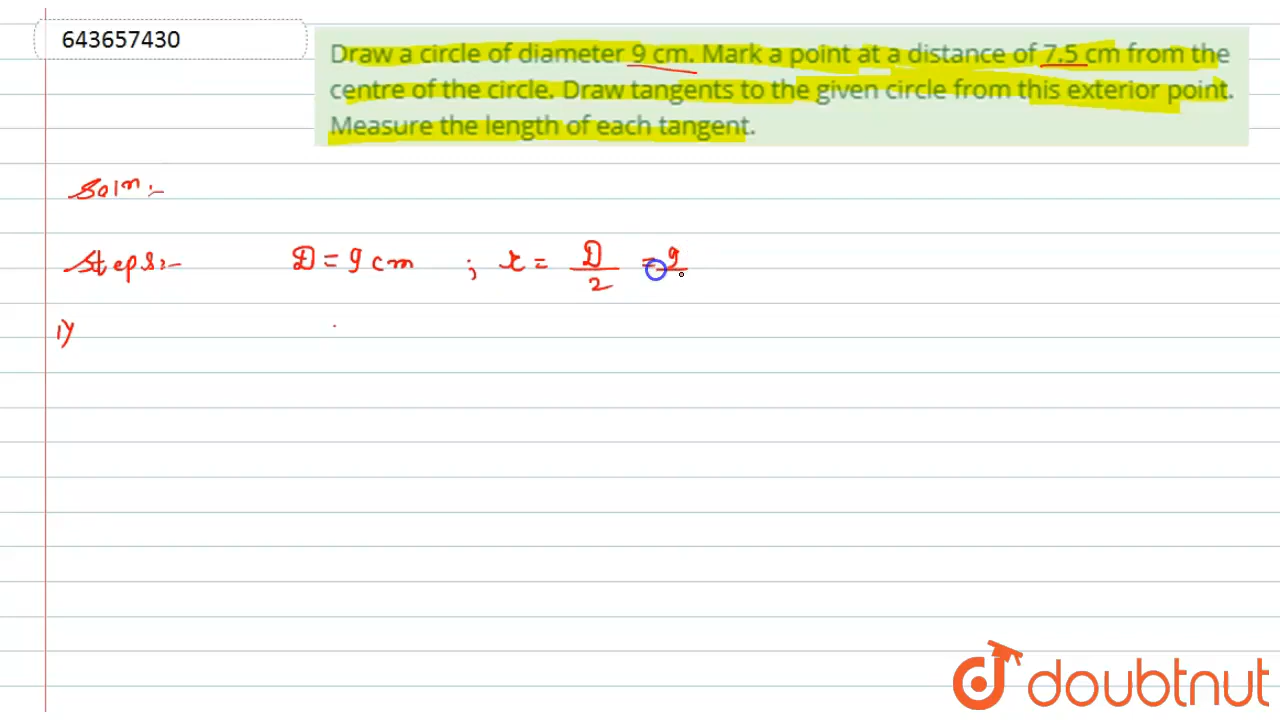 643657430
Draw a circle of diameter 9 cm. Mark a point at a distance of 7.5 cm from the
centre of the circle. Draw tangents to the given circle from this exterior point.
Measure the length of each tangent.
Soln:-
Steps:- D = 9 cm ; r = D/2 = 9/
1)
doubtnut